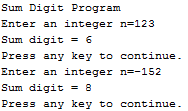 Sum Digit Program
Enter an integer n=123
Sum digit = 6
Press any key to continue.
Enter an integer n=-152
Sum digit = 8
Press any key to continue.